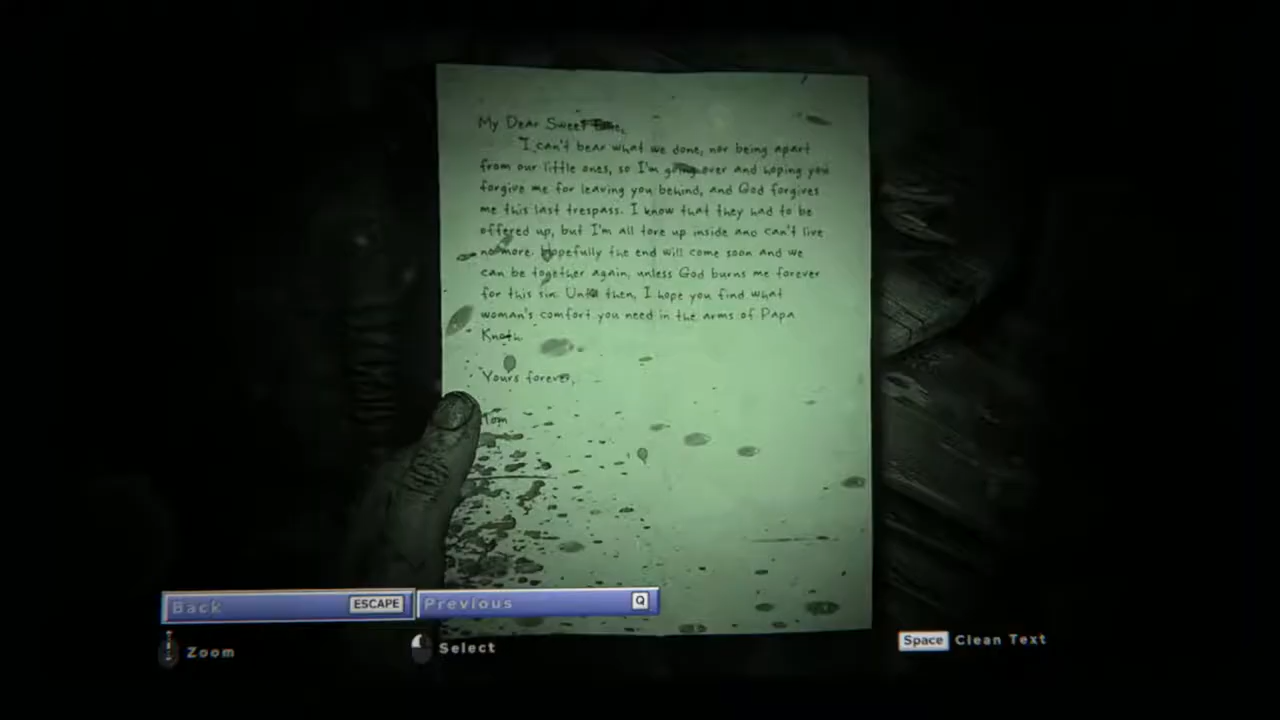 My Dear Sweet
I can't bear what we done, nor being apart
from our little ones, so I'm going over and hoping you
forgive me for leaving you behind, and God forgives
me this last trespass. I know that they had to be
offered up, but I'm all tore up inside and can't live
no more. Hopefully the end will come soon and we
can be together again, unless God burns me forever
for this sin. Until then, I hope you find what
woman's comfort you need in the arms of Papa
Knoth.
Yours forever,
Tom
Back ESCAPE Previous Q
Zoom Select Space Clean Text